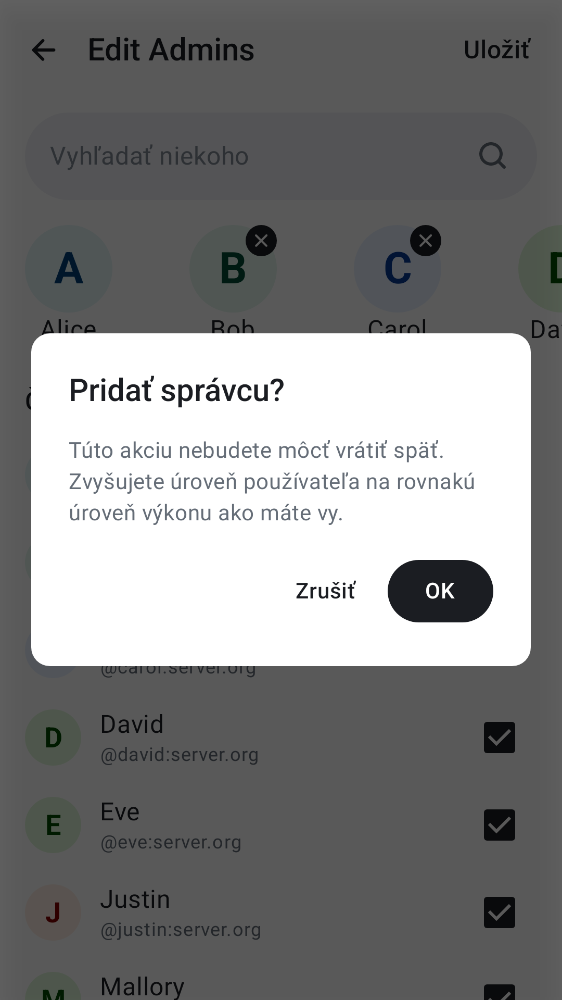 Edit Admins
Uložiť
Vyhľadať niekoho
A
B
C
D
Alice
Bob
Carol
Da
Pridať správcu?
Túto akciu nebudete môcť vrátiť späť.
Zvyšujete úroveň používateľa na rovnakú
úroveň výkonu ako máte vy.
Zrušiť
OK
@carol:server.org
D
David
@david:server.org
E
Eve
@eve:server.org
J
Justin
@justin:server.org
M
Mallory